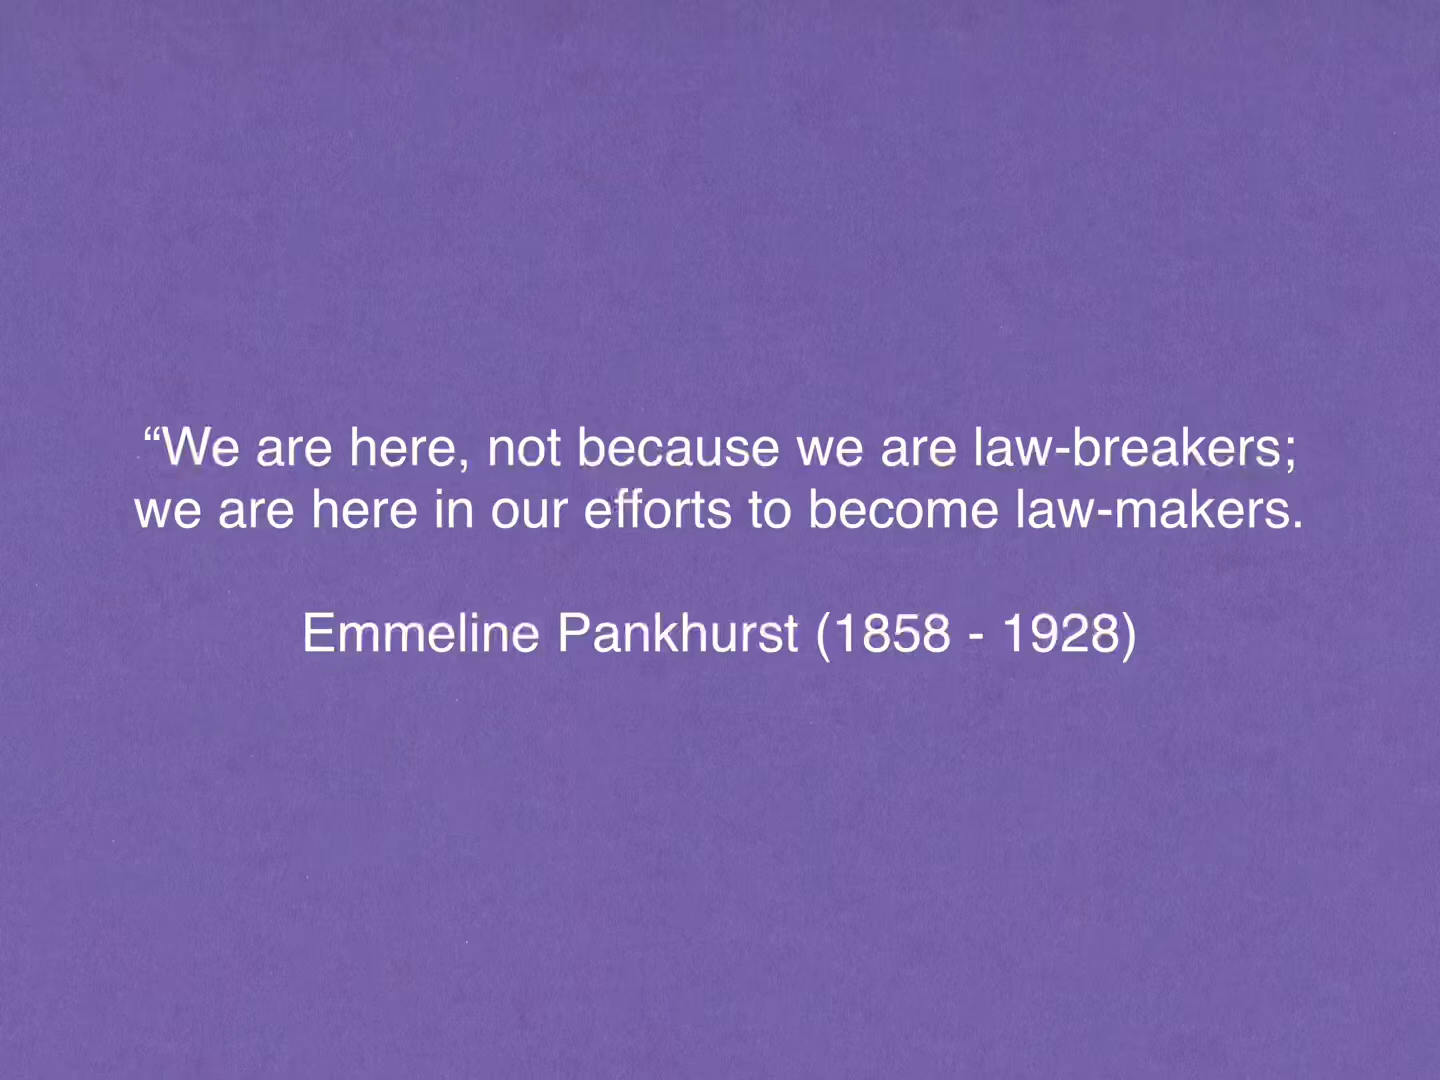 “We are here, not because we are law-breakers;
we are here in our efforts to become law-makers.
Emmeline Pankhurst (1858 - 1928)